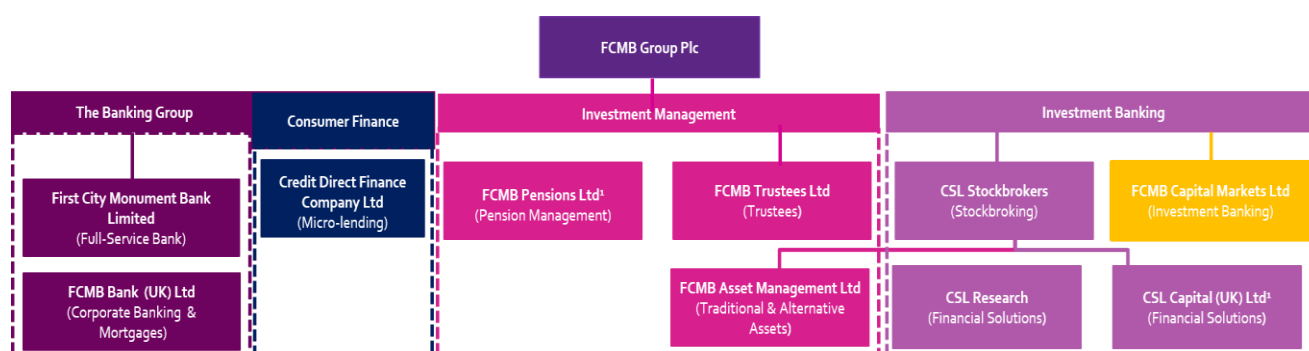 FCMB Group Plc
The Banking Group
Consumer Finance
Investment Management
Investment Banking
First City Monument Bank
Limited
(Full-Service Bank)
Credit Direct Finance
Company Ltd
(Micro-lending)
FCMB Pensions Ltd¹
(Pension Management)
FCMB Trustees Ltd
(Trustees)
CSL Stockbrokers
(Stockbroking)
FCMB Capital Markets Ltd
(Investment Banking)
FCMB Bank (UK) Ltd
(Corporate Banking &
Mortgages)
FCMB Asset Management Ltd
(Traditional & Alternative
Assets)
CSL Research
(Financial Solutions)
CSL Capital (UK) Ltd¹
(Financial Solutions)